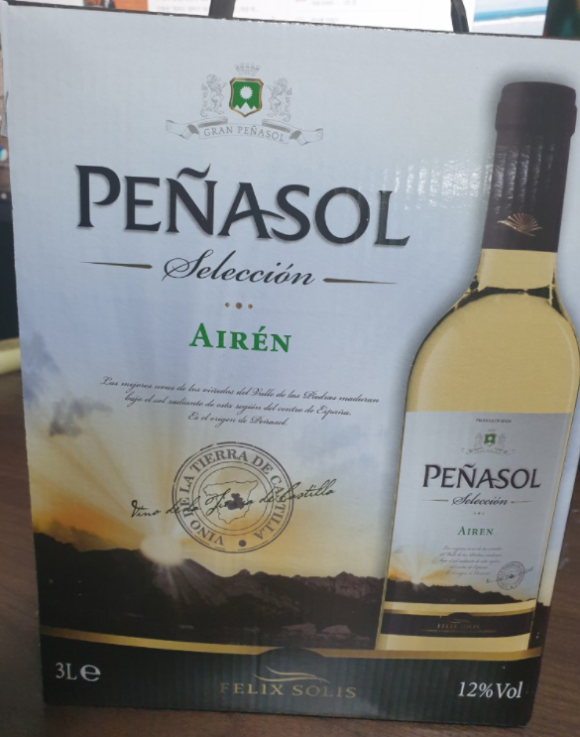 GRAN PEÑASOL
PEÑASOL
Selección
AIRÉN
Las mejores uvas de los viñedos del Valle de las Piedras maduran
bajo el sol radiante de esta región del centro de España.
Es el origen de Peñasol
VINO DE LA TIERRA DE CASTILLA
Vino de la Tierra de Castilla
PEÑASOL
Selección
AIREN
FELIX SOLIS
3L e
FELIX SOLIS
12%Vol